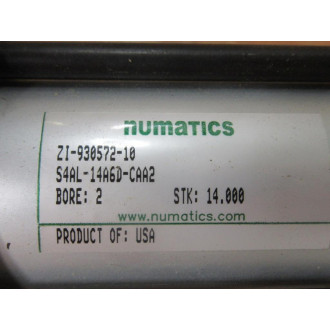 numatics
ZI-930572-10
S4AL-14A6D-CAA2
BORE: 2 STK: 14.000
www.numatics.com
PRODUCT OF: USA